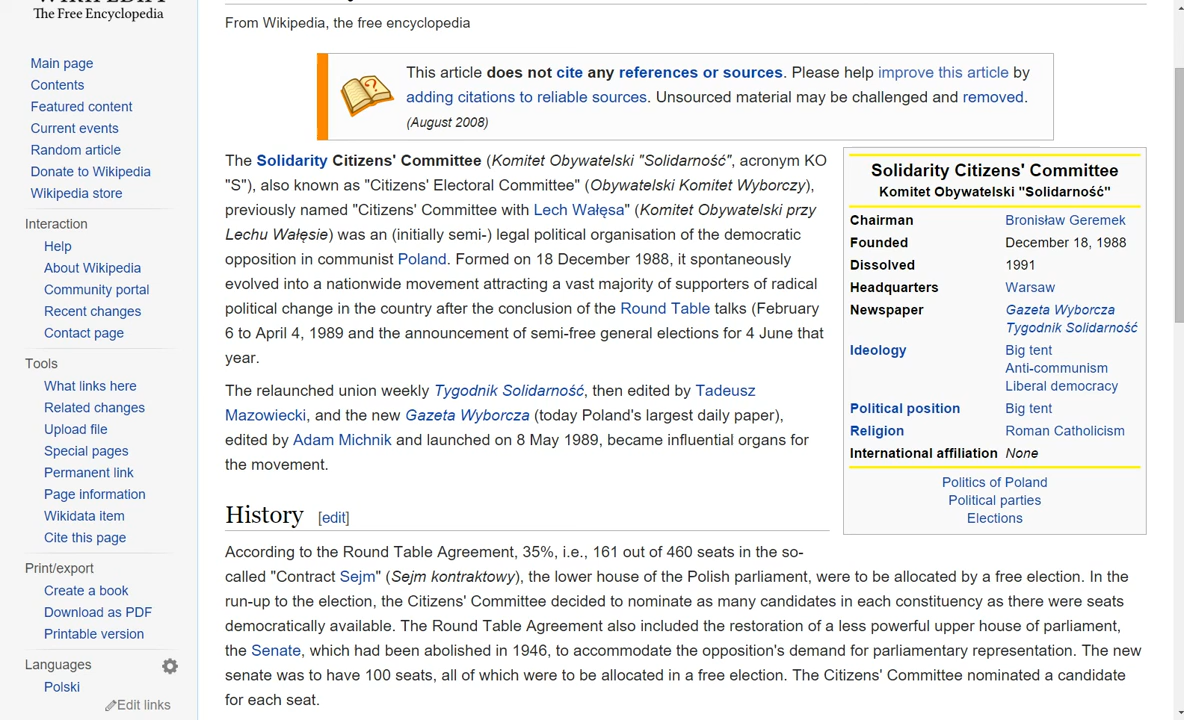 The Free Encyclopedia
Main page
Contents
Featured content
Current events
Random article
Donate to Wikipedia
Wikipedia store
Interaction
Help
About Wikipedia
Community portal
Recent changes
Contact page
Tools
What links here
Related changes
Upload file
Special pages
Permanent link
Page information
Wikidata item
Cite this page
Print/export
Create a book
Download as PDF
Printable version
Languages
Polski
Edit links
From Wikipedia, the free encyclopedia
This article does not cite any references or sources. Please help improve this article by
adding citations to reliable sources. Unsourced material may be challenged and removed.
(August 2008)
The Solidarity Citizens' Committee (Komitet Obywatelski "Solidarność", acronym KO
"S"), also known as "Citizens' Electoral Committee" (Obywatelski Komitet Wyborczy),
previously named "Citizens' Committee with Lech Wałęsa" (Komitet Obywatelski przy
Lechu Wałęsie) was an (initially semi-) legal political organisation of the democratic
opposition in communist Poland. Formed on 18 December 1988, it spontaneously
evolved into a nationwide movement attracting a vast majority of supporters of radical
political change in the country after the conclusion of the Round Table talks (February
6 to April 4, 1989 and the announcement of semi-free general elections for 4 June that
year.
The relaunched union weekly Tygodnik Solidarność, then edited by Tadeusz
Mazowiecki, and the new Gazeta Wyborcza (today Poland's largest daily paper),
edited by Adam Michnik and launched on 8 May 1989, became influential organs for
the movement.
Solidarity Citizens' Committee
Komitet Obywatelski "Solidarność"
Chairman Bronisław Geremek
Founded December 18, 1988
Dissolved 1991
Headquarters Warsaw
Newspaper Gazeta Wyborcza
Tygodnik Solidarność
Ideology Big tent
Anti-communism
Liberal democracy
Political position Big tent
Religion Roman Catholicism
International affiliation None
Politics of Poland
Political parties
Elections
History [edit]
According to the Round Table Agreement, 35%, i.e., 161 out of 460 seats in the so-
called "Contract Sejm" (Sejm kontraktowy), the lower house of the Polish parliament, were to be allocated by a free election. In the
run-up to the election, the Citizens' Committee decided to nominate as many candidates in each constituency as there were seats
democratically available. The Round Table Agreement also included the restoration of a less powerful upper house of parliament,
the Senate, which had been abolished in 1946, to accommodate the opposition's demand for parliamentary representation. The new
senate was to have 100 seats, all of which were to be allocated in a free election. The Citizens' Committee nominated a candidate
for each seat.